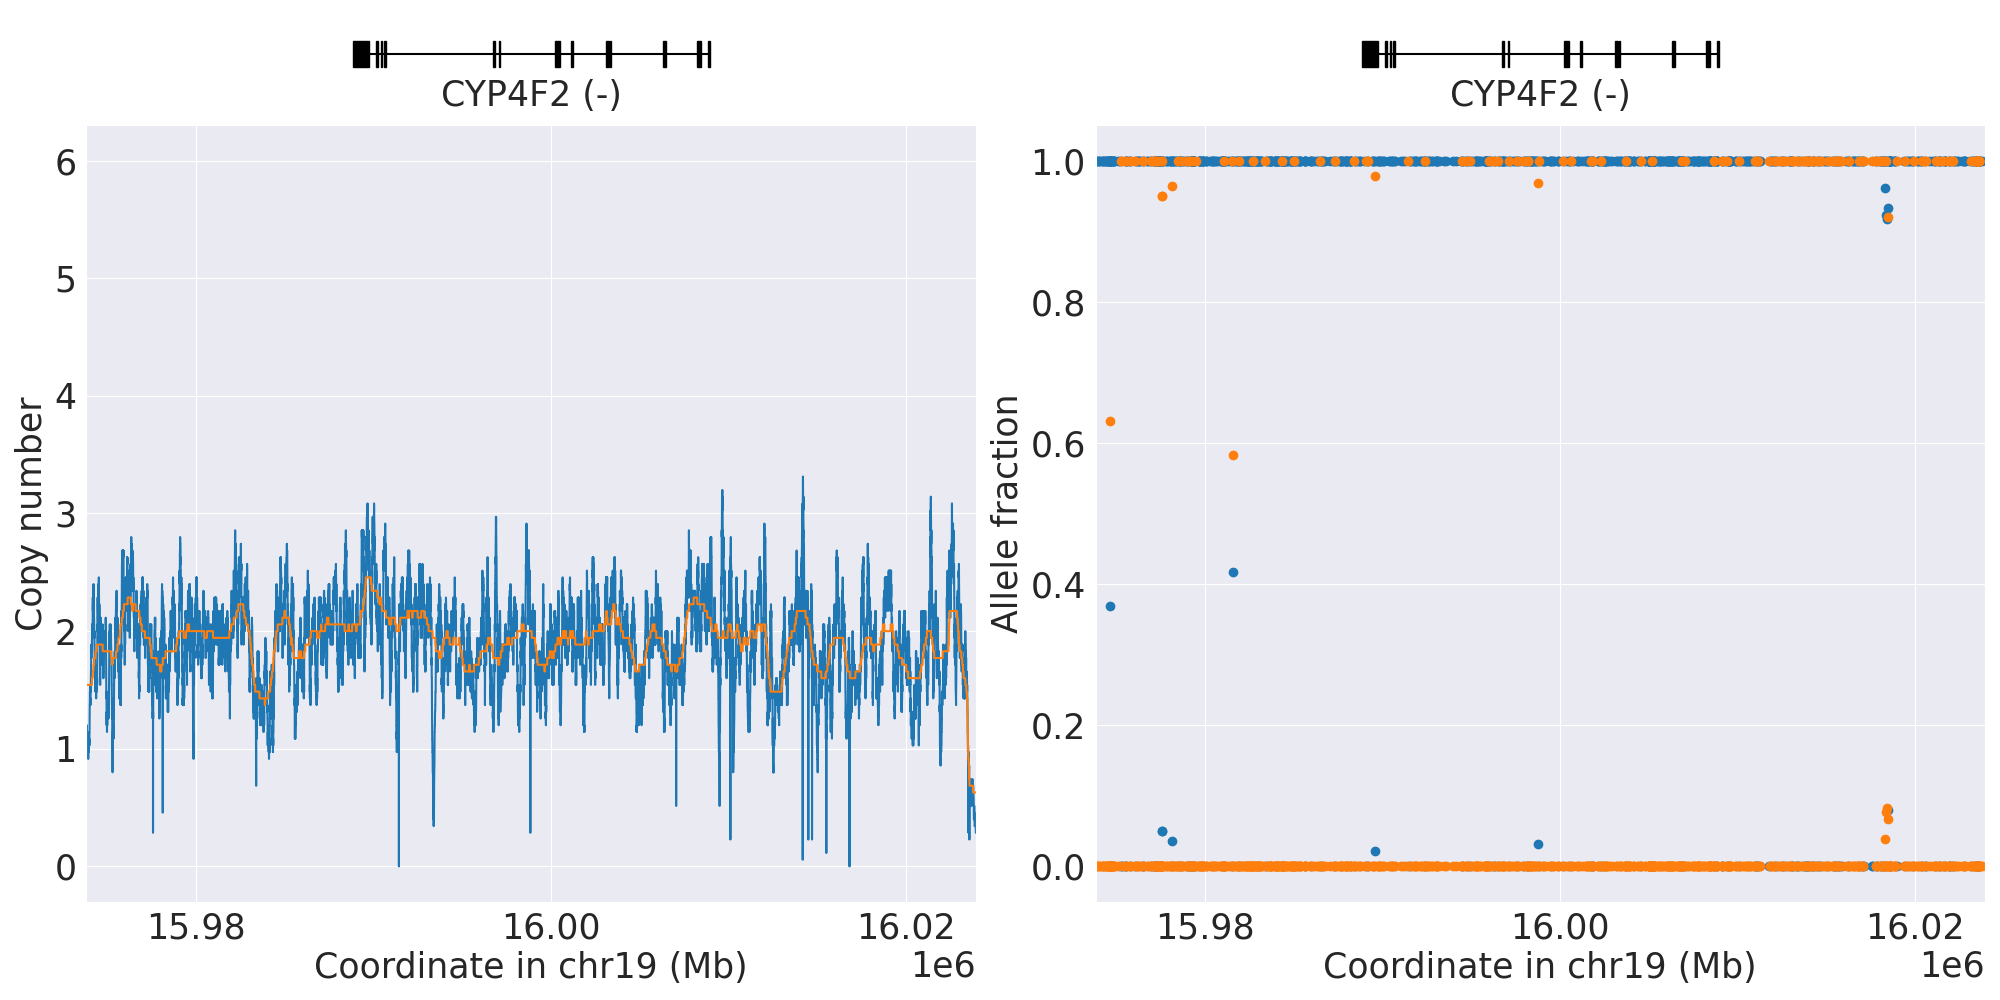 CYP4F2 (-)
6
5
4
3
2
1
0
Copy number
15.98
16.00
16.02
Coordinate in chr19 (Mb)
1e6
CYP4F2 (-)
1.0
0.8
0.6
0.4
0.2
0.0
Allele fraction
15.98
16.00
16.02
Coordinate in chr19 (Mb)
1e6